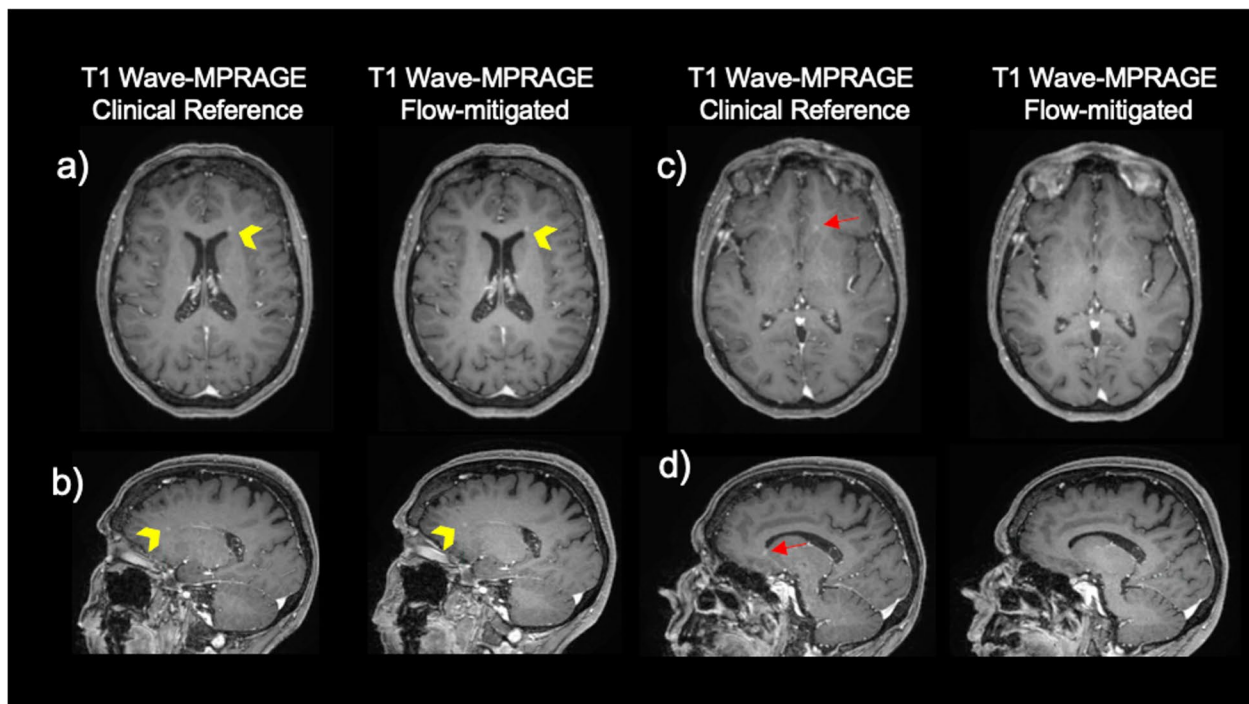 T1 Wave-MPRAGE
Clinical Reference
T1 Wave-MPRAGE
Flow-mitigated
T1 Wave-MPRAGE
Clinical Reference
T1 Wave-MPRAGE
Flow-mitigated
a)
c)
b)
d)